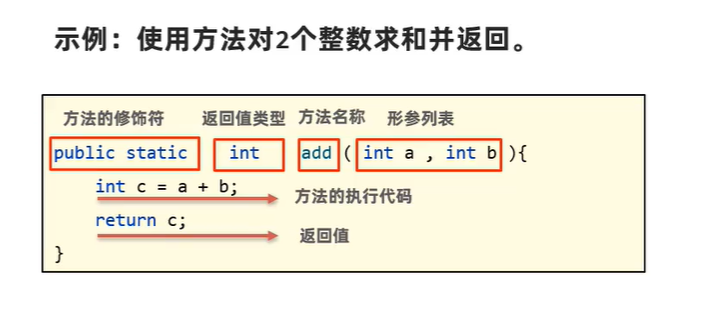 示例：使用方法对2个整数求和并返回。
方法的修饰符 返回值类型 方法名称 形参列表
public static int add ( int a , int b ){
int c = a + b;
方法的执行代码
return c;
返回值
}